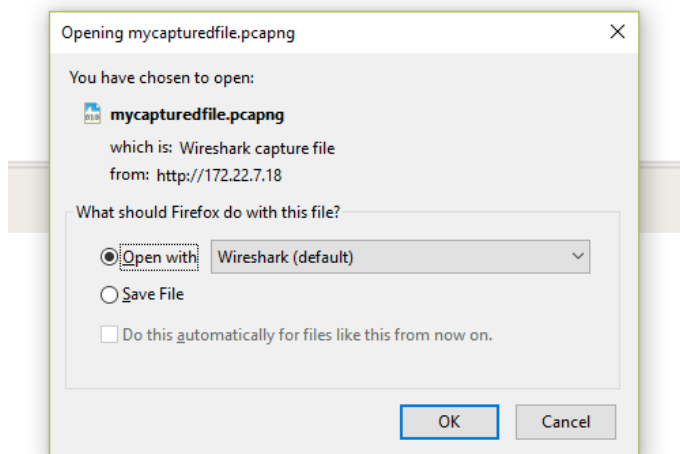 Opening mycapturedfile.pcapng
You have chosen to open:
mycapturedfile.pcapng
which is: Wireshark capture file
from: http://172.22.7.18
What should Firefox do with this file?
Open with Wireshark (default)
Save File
Do this automatically for files like this from now on.
OK Cancel